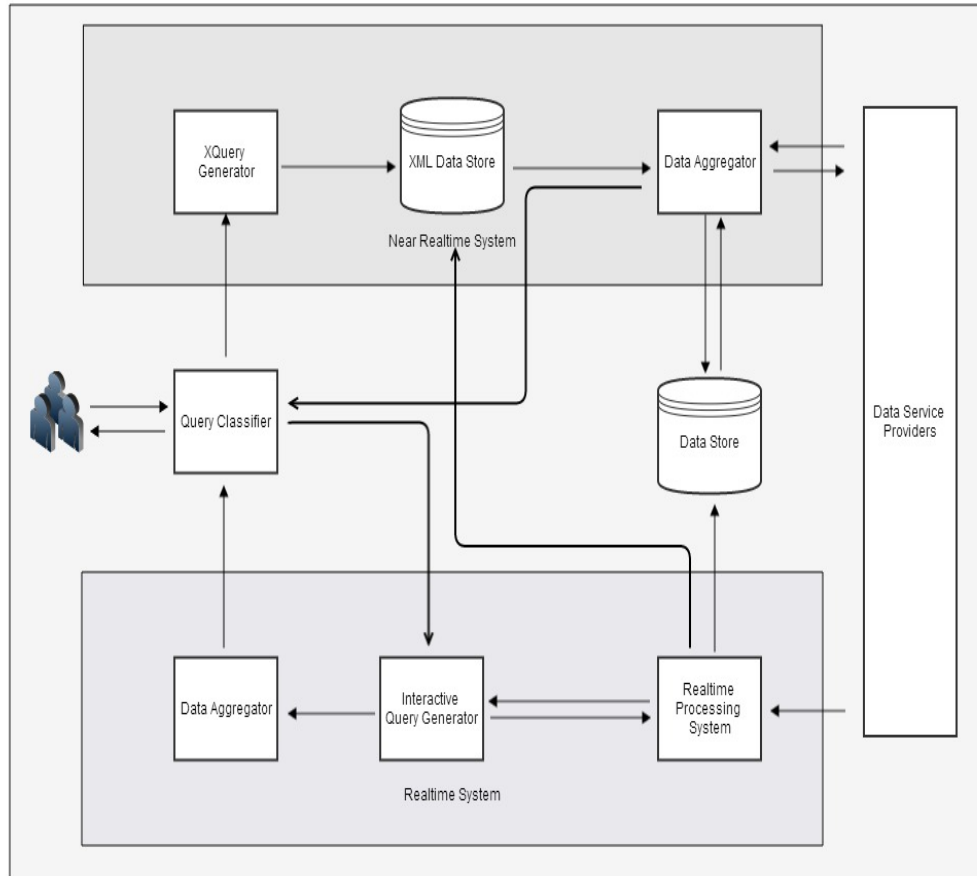 XQuery
Generator
XML Data Store
Data Aggregator
Near Realtime System
Query Classifier
Data Store
Data Service
Providers
Data Aggregator
Interactive
Query Generator
Realtime
Processing
System
Realtime System